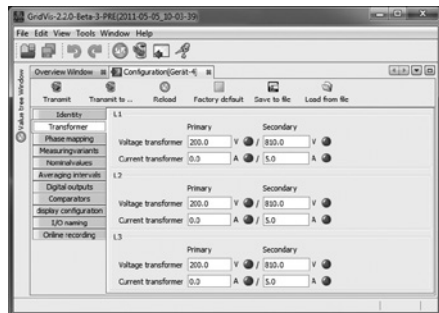 GridVis-2.2.0-Beta-3-PRE(2011-05-05_10-03-39)
File Edit View Tools Window Help
Value tree Window
Overview Window Configuration[Gerät-4]
Transmit Transmit to ... Reload Factory default Save to file Load from file
Identity
Transformer
Phase mapping
Measuringvariants
Nominalvalues
Averaging intervals
Digital outputs
Comparators
display configuration
I/O naming
Online recording
L1
Primary Secondary
Voltage transformer 200.0 V / 810.0 V
Current transformer 0.0 A / 5.0 A
L2
Primary Secondary
Voltage transformer 200.0 V / 810.0 V
Current transformer 0.0 A / 5.0 A
L3
Primary Secondary
Voltage transformer 200.0 V / 810.0 V
Current transformer 0.0 A / 5.0 A